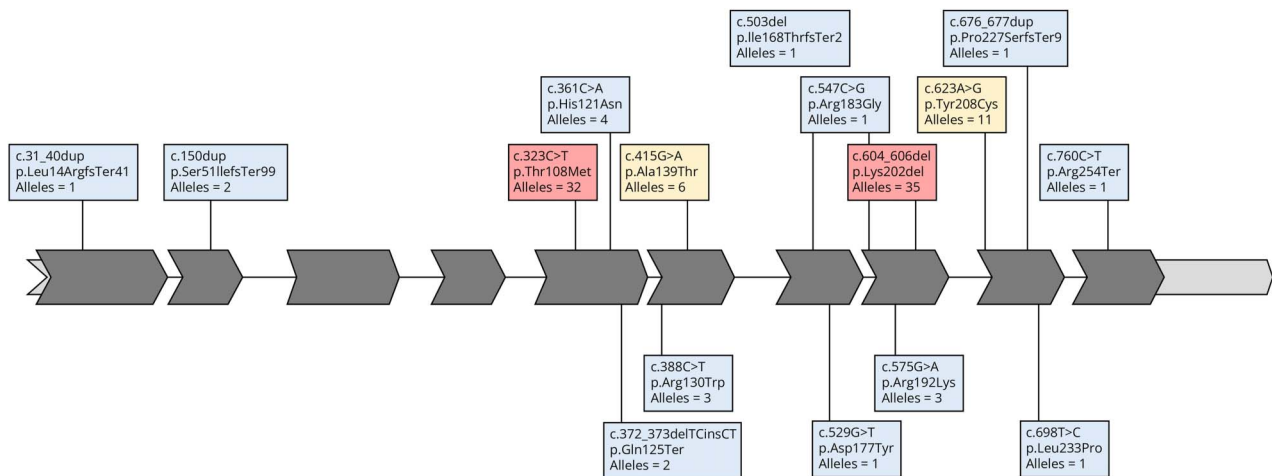 c.503del
p.Ile168ThrfsTer2
Alleles = 1
c.676_677dup
p.Pro227SerfsTer9
Alleles = 1
c.361C>A
p.His121Asn
Alleles = 4
c.547C>G
p.Arg183Gly
Alleles = 1
c.623A>G
p.Tyr208Cys
Alleles = 11
c.31_40dup
p.Leu14ArgfsTer41
Alleles = 1
c.150dup
p.Ser51IlefsTer99
Alleles = 2
c.323C>T
p.Thr108Met
Alleles = 32
c.415G>A
p.Ala139Thr
Alleles = 6
c.604_606del
p.Lys202del
Alleles = 35
c.760C>T
p.Arg254Ter
Alleles = 1
c.388C>T
p.Arg130Trp
Alleles = 3
c.575G>A
p.Arg192Lys
Alleles = 3
c.372_373delTCinsCT
p.Gln125Ter
Alleles = 2
c.529G>T
p.Asp177Tyr
Alleles = 1
c.698T>C
p.Leu233Pro
Alleles = 1